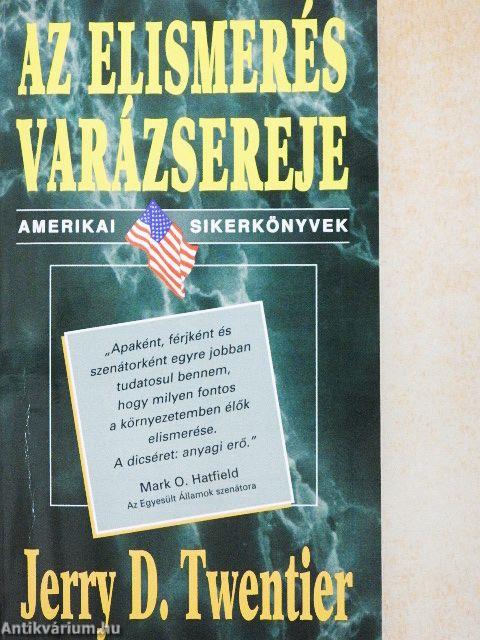 AZ ELISMERÉS
VARÁZSEREJE
AMERIKAI SIKERKÖNYVEK
„Apaként, férjként és
szenátorként egyre jobban
tudatosul bennem,
hogy milyen fontos
a környezetemben élők
elismerése.
A dicséret: anyagi erő.”
Mark O. Hatfield
Az Egyesült Államok szenátora
Jerry D. Twentier
Antikvárium.hu